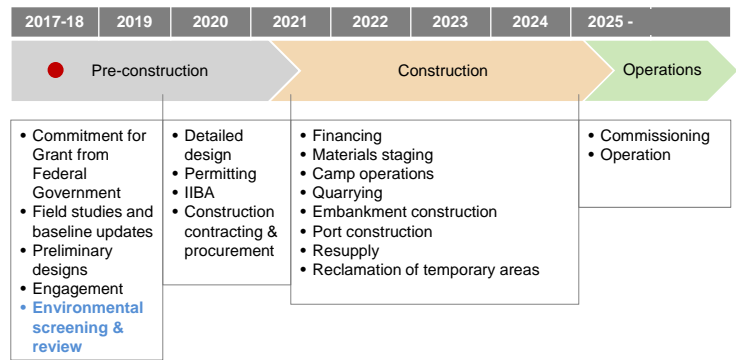 2017-18 2019 2020 2021 2022 2023 2024 2025 -
Pre-construction Construction Operations
• Commitment for
Grant from
Federal
Government
• Field studies and
baseline updates
• Preliminary
designs
• Engagement
• Environmental
screening &
review
• Detailed
design
• Permitting
• IIBA
• Construction
contracting &
procurement
• Financing
• Materials staging
• Camp operations
• Quarrying
• Embankment construction
• Port construction
• Resupply
• Reclamation of temporary areas
• Commissioning
• Operation